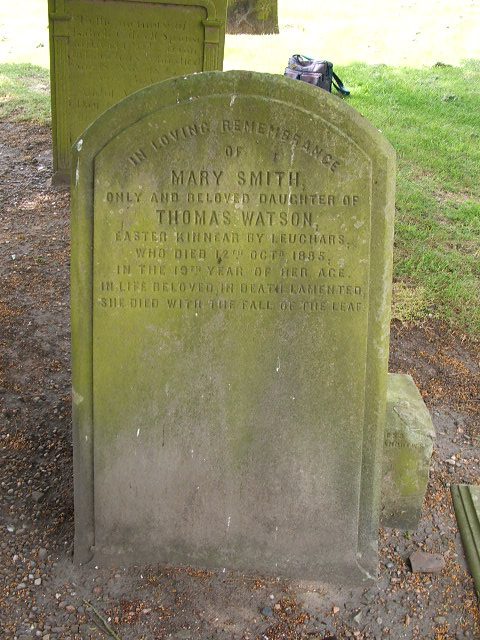 IN LOVING REMEMBRANCE
OF
MARY SMITH,
ONLY AND BELOVED DAUGHTER OF
THOMAS WATSON,
EASTER KINNEAR BY LEUCHARS,
WHO DIED 12TH OCTR 1885,
IN THE 19TH YEAR OF HER AGE.
IN LIFE BELOVED, IN DEATH LAMENTED,
SHE DIED WITH THE FALL OF THE LEAF.